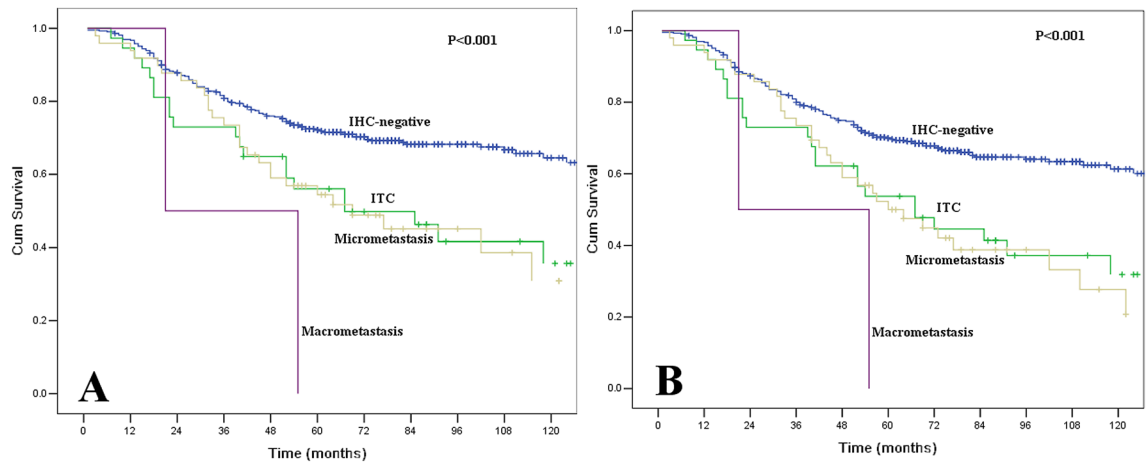 P<0.001
1.0
0.8
0.6
0.4
0.2
0.0
Cum Survival
IHC-negative
ITC
Micrometastasis
Macrometastasis
A
0 12 24 36 48 60 72 84 96 108 120
Time (months)
P<0.001
1.0
0.8
0.6
0.4
0.2
0.0
Cum Survival
IHC-negative
ITC
Micrometastasis
Macrometastasis
B
0 12 24 36 48 60 72 84 96 108 120
Time (months)